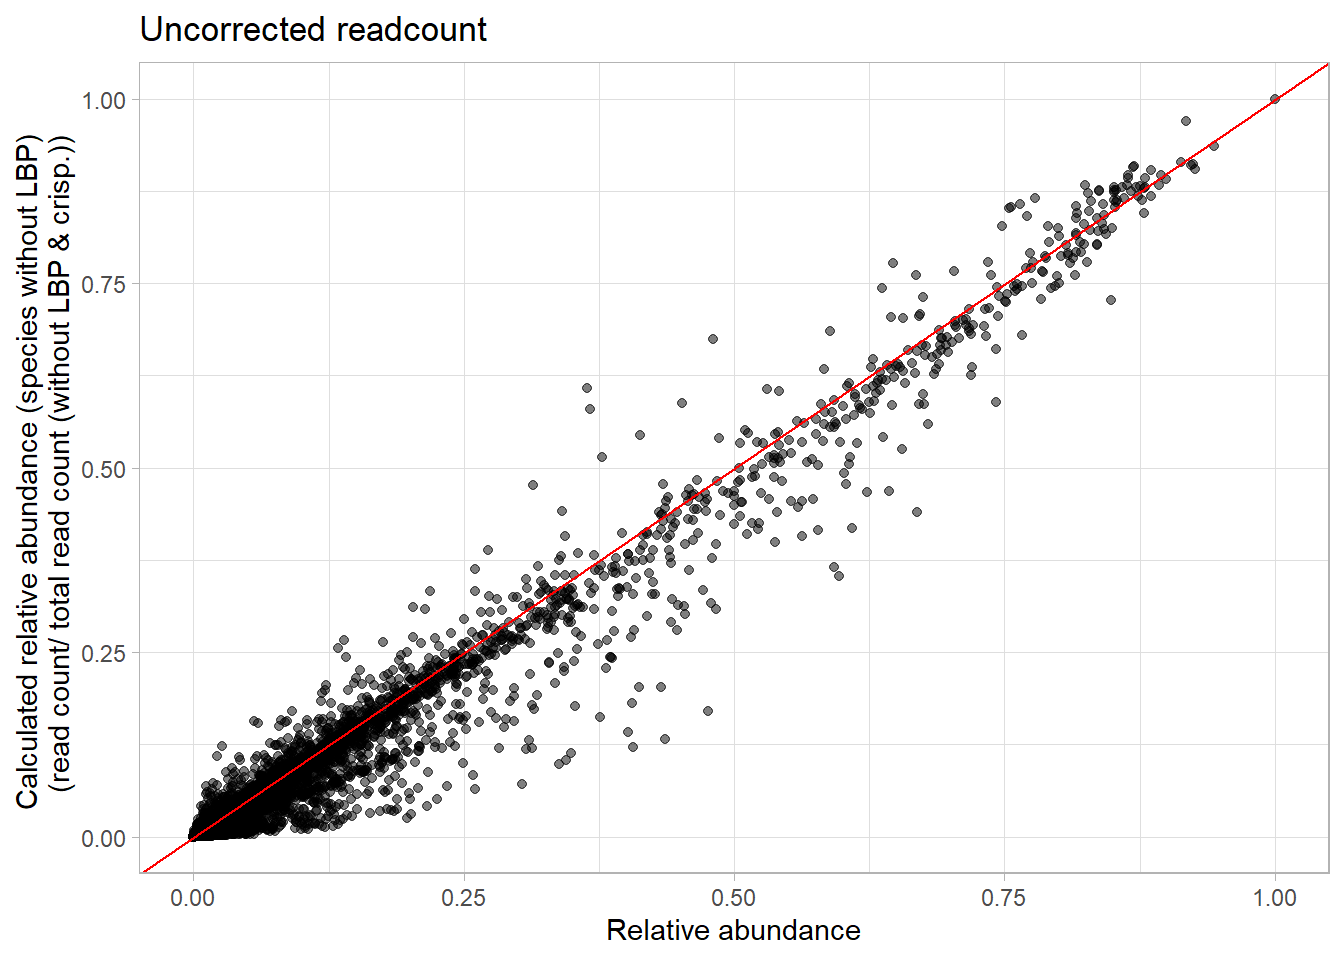 Uncorrected readcount
Calculated relative abundance (species without LBP)
(read count/ total read count (without LBP & crisp.))
1.00
0.75
0.50
0.25
0.00
0.00
0.25
0.50
0.75
1.00
Relative abundance